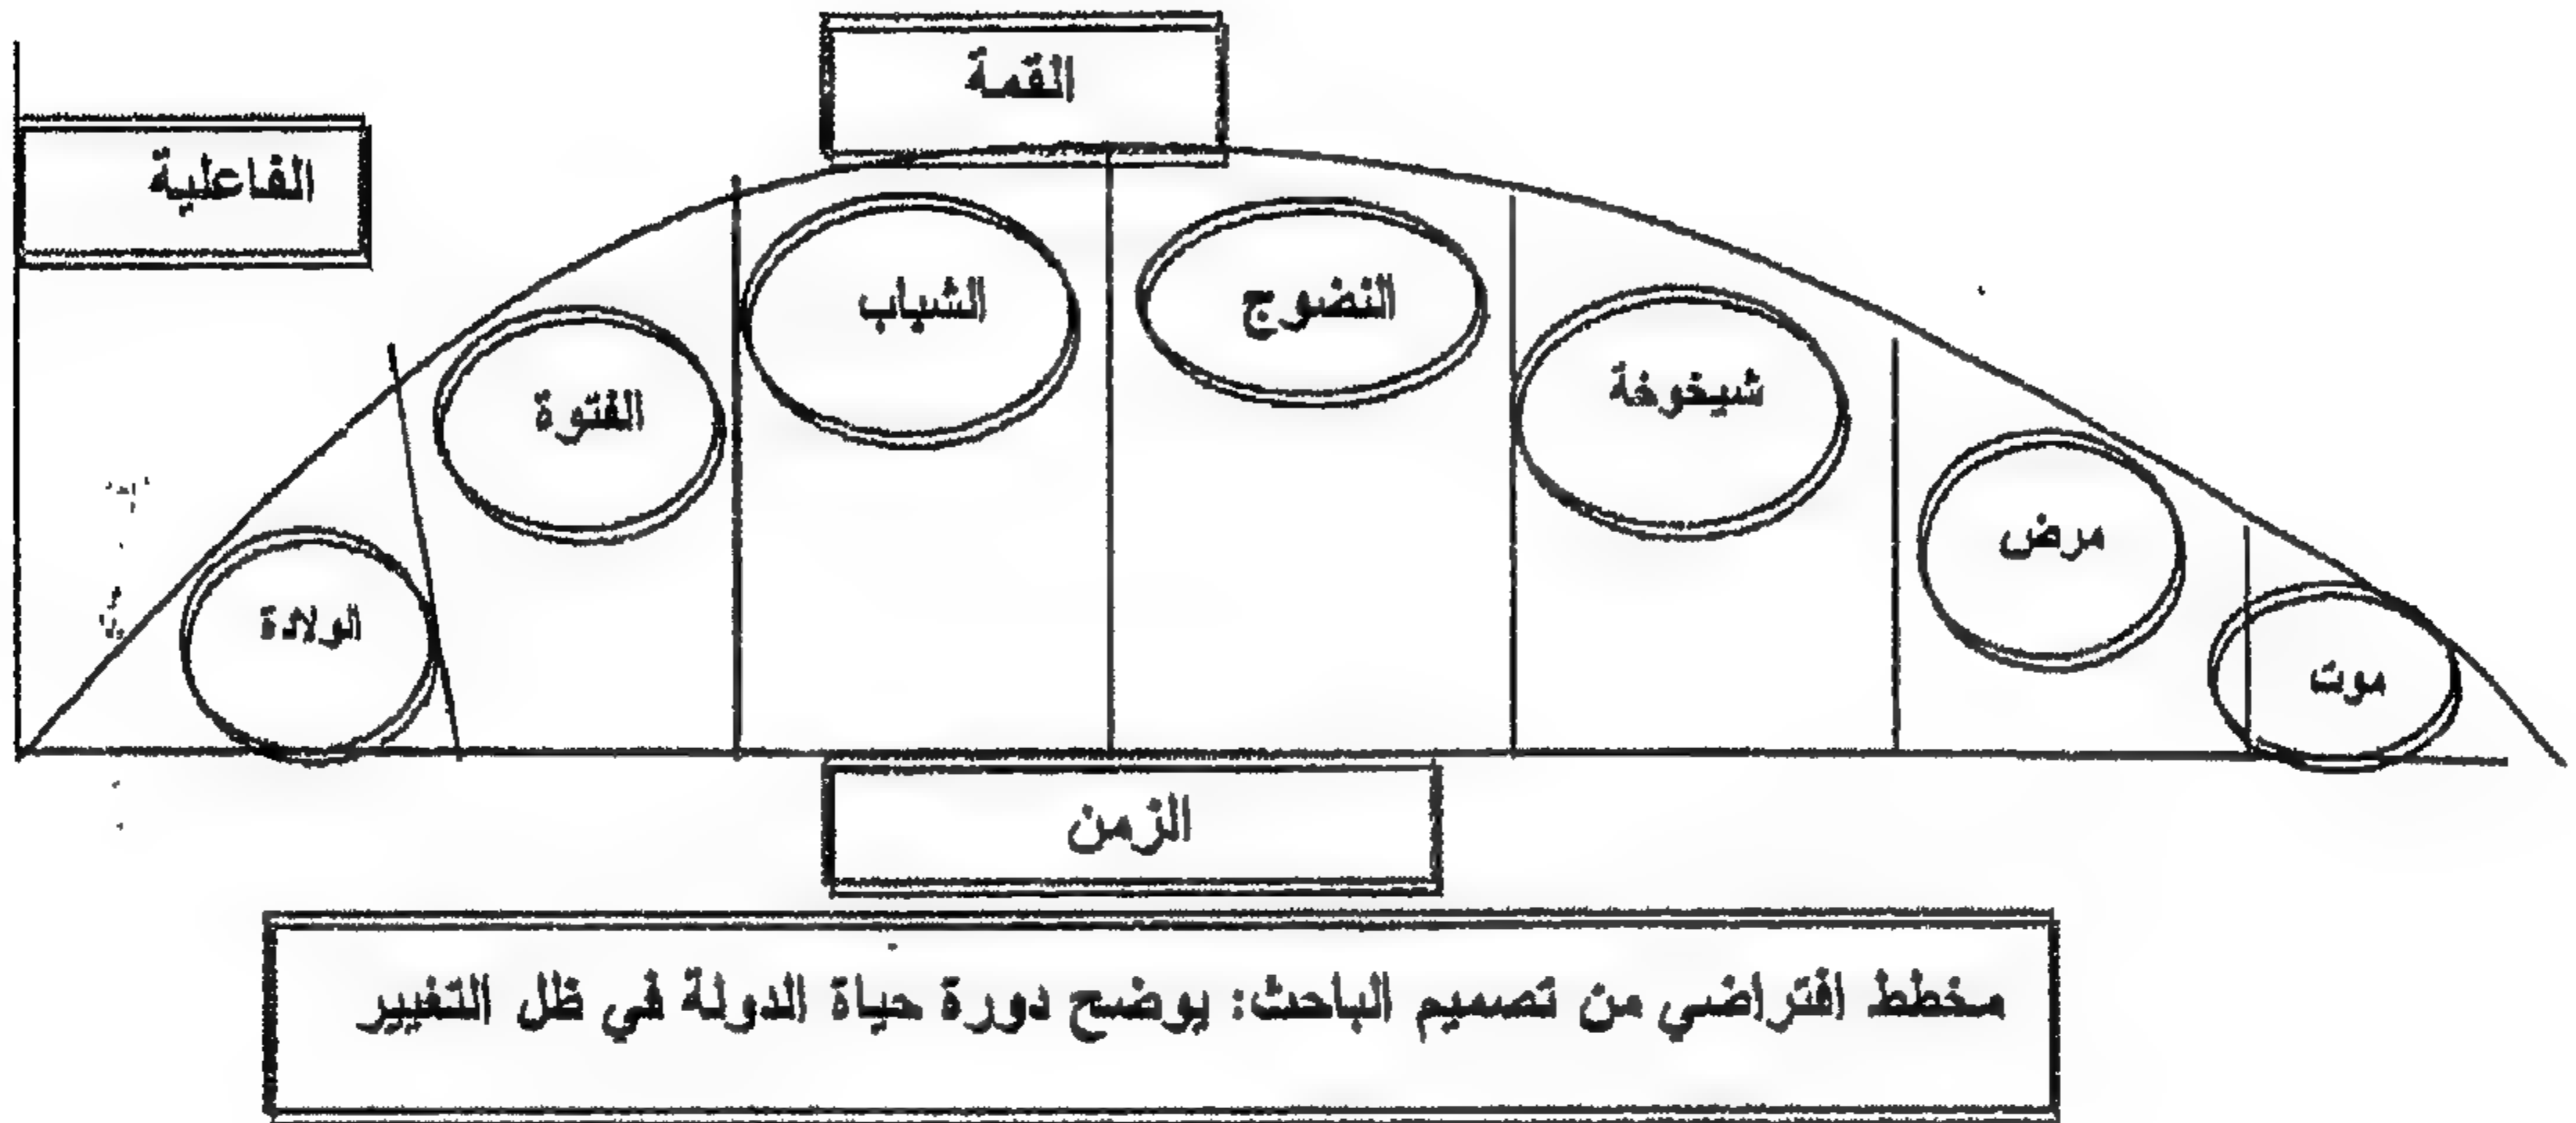 القمة
الفاعلية
الولادة
الفتوة
الشباب
النضوج
شيخوخة
مرض
موت
الزمن
مخطط افتراضي من تصميم الباحث: يوضح دورة حياة الدولة في ظل التغيير